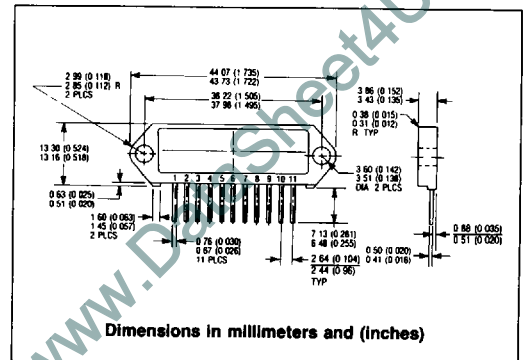 www.DataSheet4U
44 07 (1 735)
43 73 (1 722)
2 99 (0 118)
2 85 (0 112) R
2 PLCS
38 22 (1 505)
37 98 (1 495)
3 86 (0 152)
3 43 (0 135)
0 38 (0 015)
0 31 (0 012)
R TYP
13 30 (0 524)
13 16 (0 518)
1 2 3 4 5 6 7 8 9 10 11
3 60 (0 142)
3 51 (0 138)
DIA 2 PLCS
0 63 (0 025)
0 51 (0 020)
1 60 (0 063)
1 45 (0 057)
2 PLCS
0 76 (0 030)
0 67 (0 026)
11 PLCS
7 13 (0 281)
6 48 (0 255)
2 64 (0 104)
2 44 (0 96)
TYP
0 50 (0 020)
0 41 (0 016)
0 88 (0 035)
0 51 (0 020)
Dimensions in millimeters and (inches)